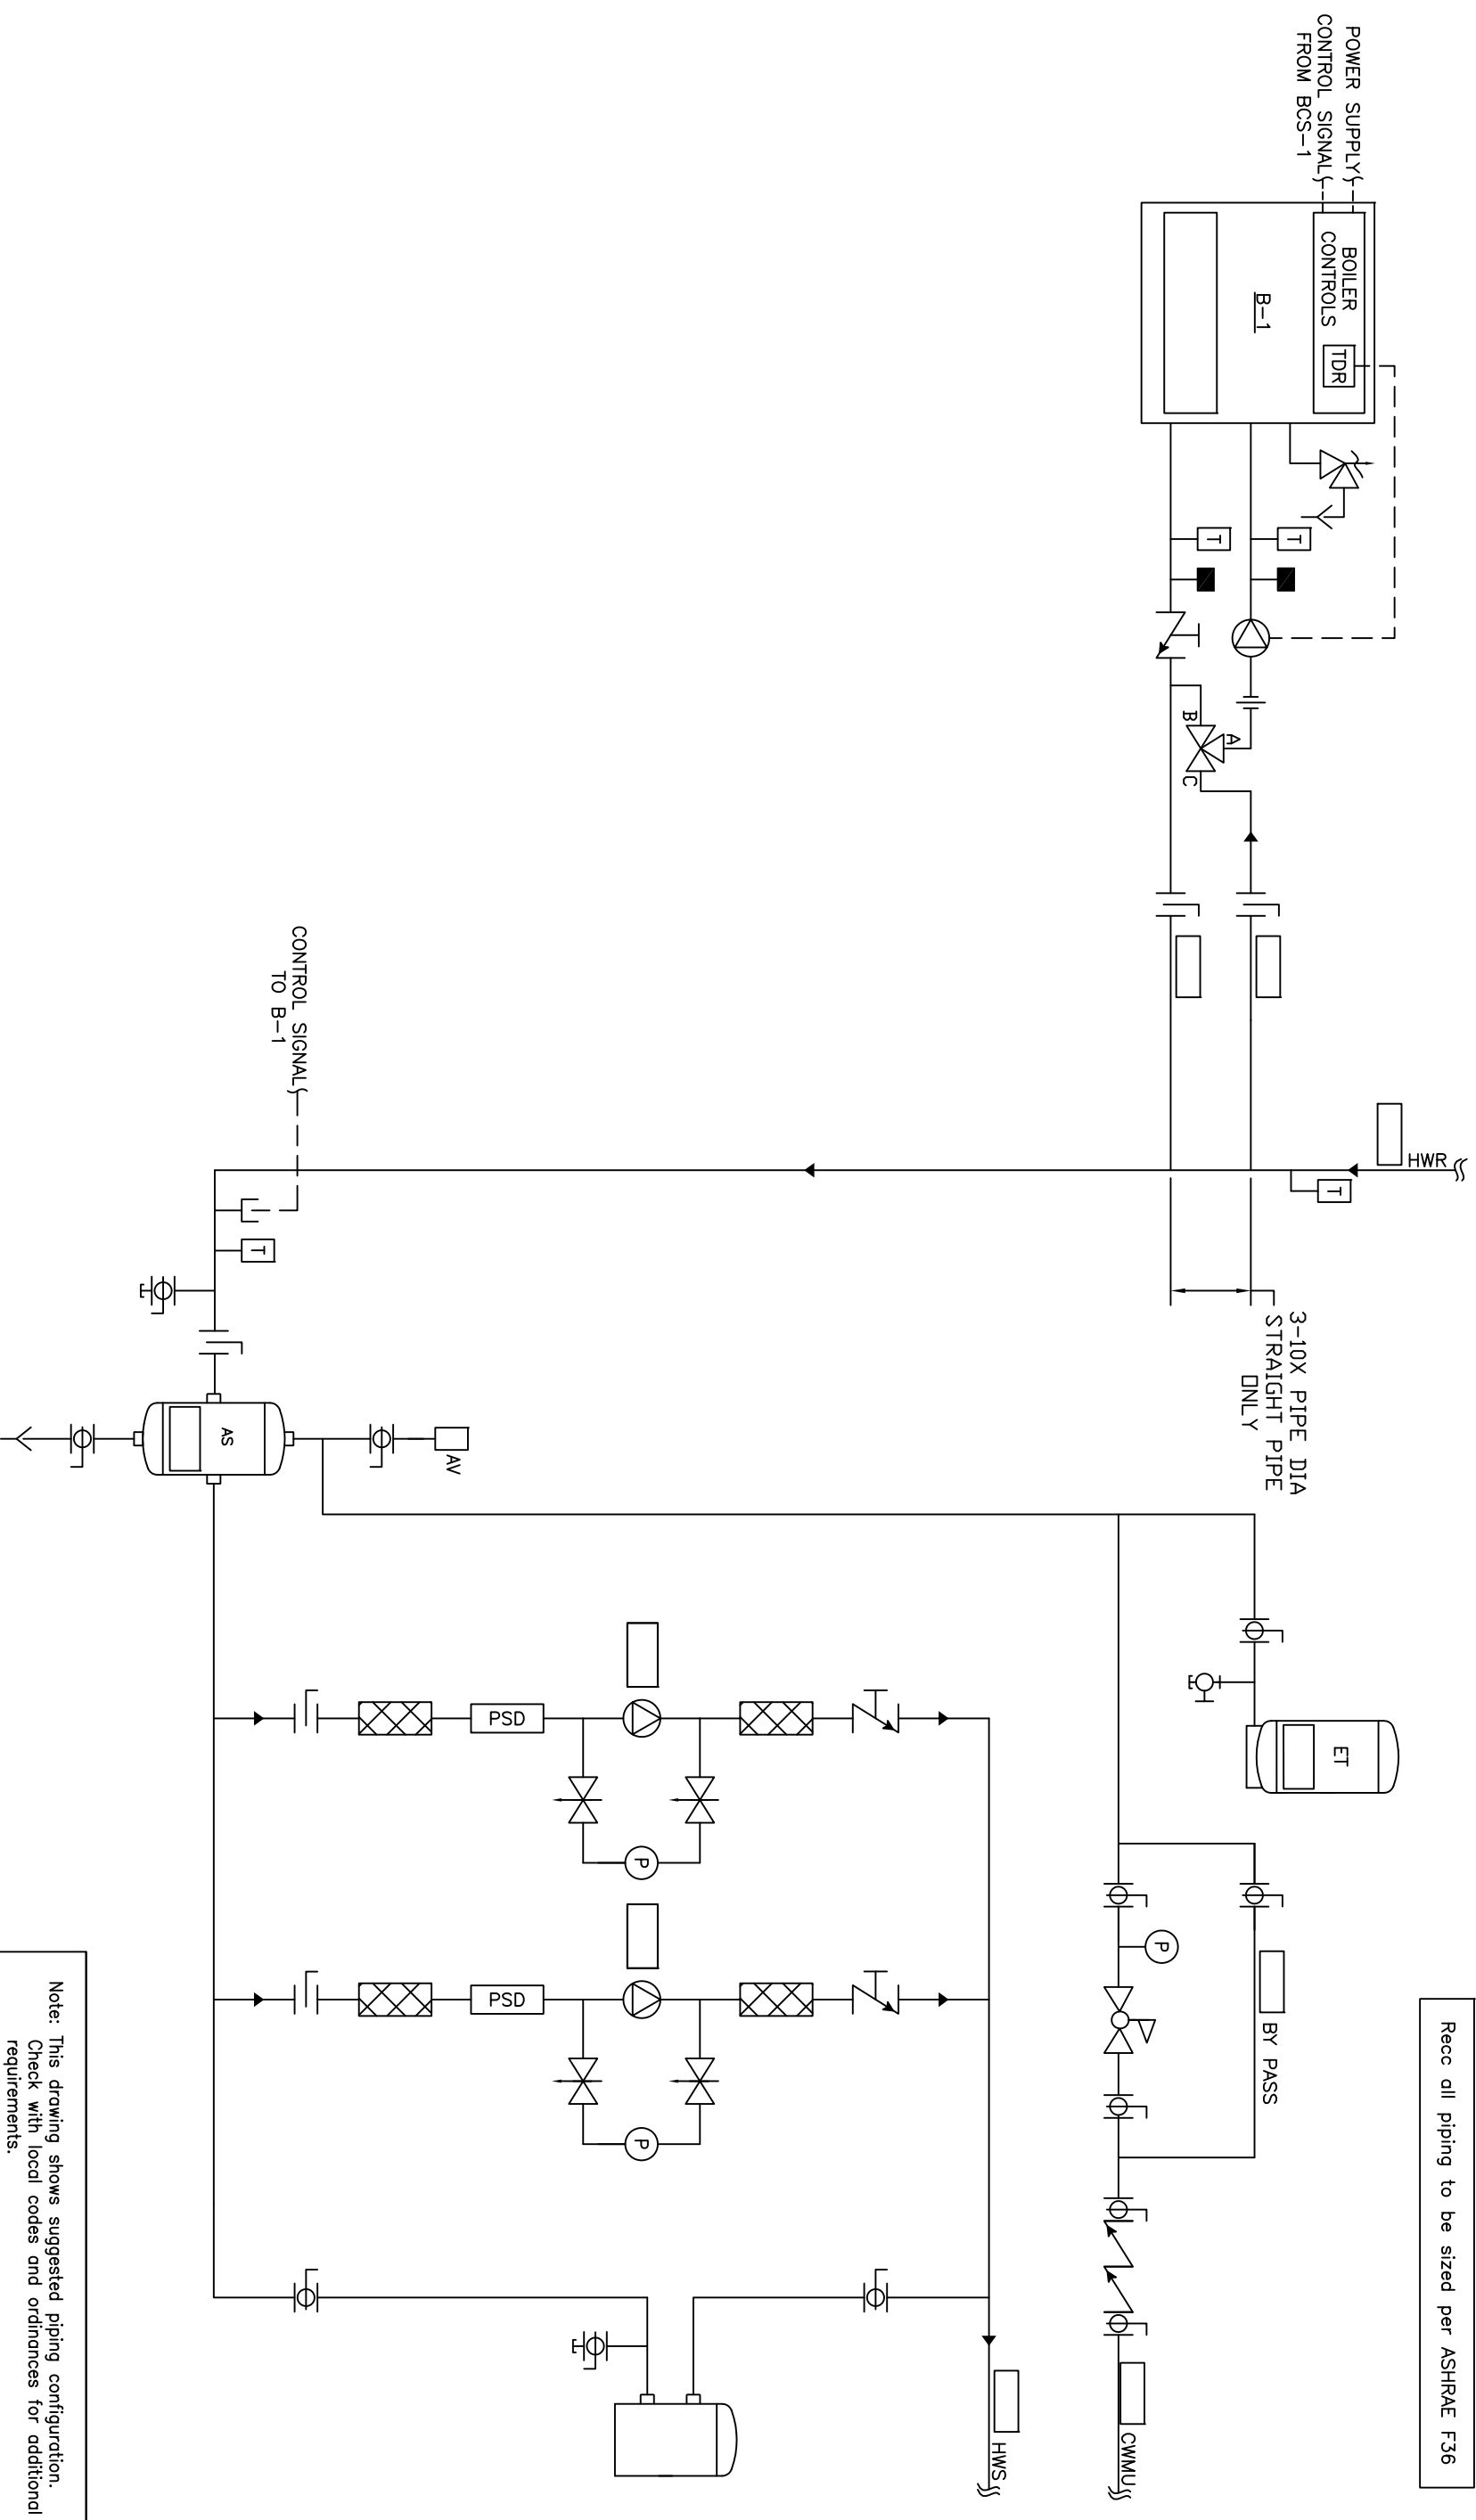 POWER SUPPLY
CONTROL SIGNAL
FROM BCS-1
BOILER
CONTROLS
TDR
B-1
T
T
A
B
C
HWR
T
3-10X PIPE DIA
STRAIGHT PIPE
ONLY
CONTROL SIGNAL
TO B-1
T
AS
AV
ET
PSD
P
PSD
P
P
BY PASS
CWMU
HWS
Recc all piping to be sized per ASHRAE F36
Note: This drawing shows suggested piping configuration.
Check with local codes and ordinances for additional
requirements.